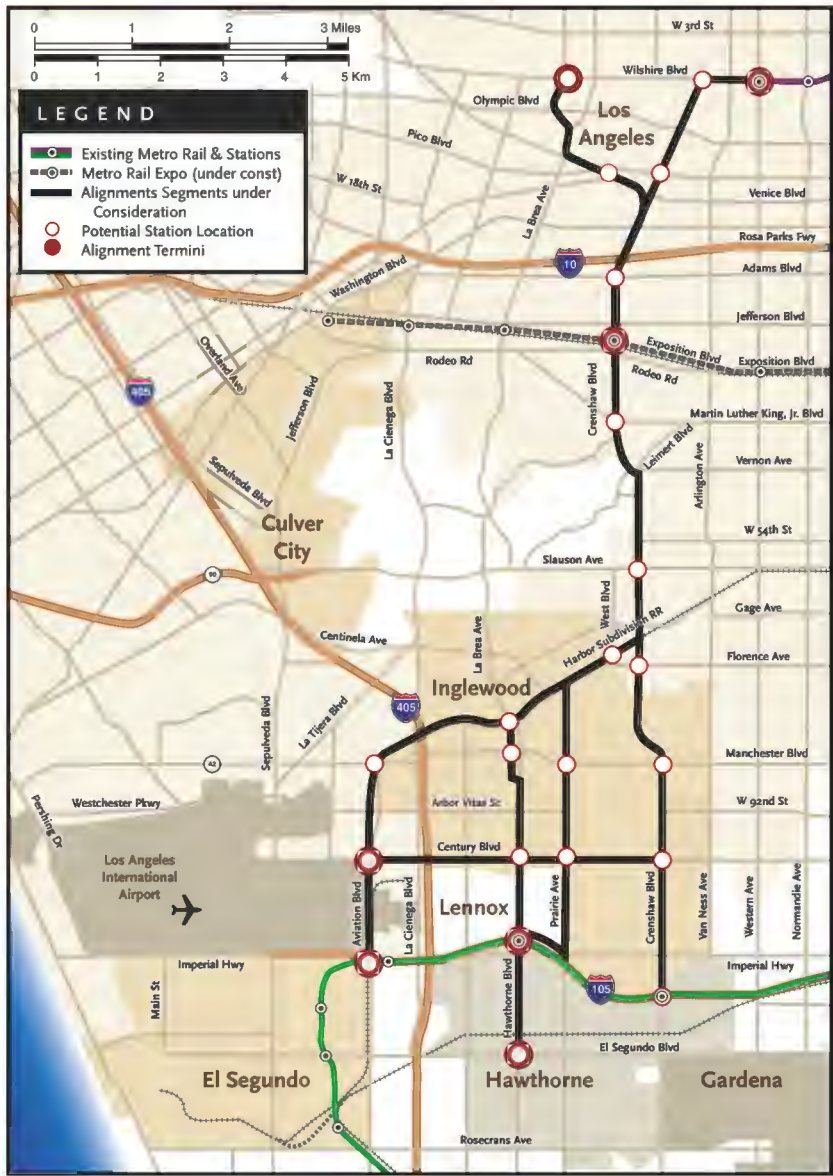 0 1 2 3 Miles
0 1 2 3 4 5 Km
LEGEND
Existing Metro Rail & Stations
Metro Rail Expo (under const)
Alignments Segments under
Consideration
Potential Station Location
Alignment Termini
W 3rd St
Wilshire Blvd
Olympic Blvd
Los
Angeles
Pico Blvd
W 18th St
La Brea Ave
Venice Blvd
Rosa Parks Fwy
10
Adams Blvd
Washington Blvd
Jefferson Blvd
Exposition Blvd
Exposition Blvd
Rodeo Rd
Rodeo Rd
Overland Ave
405
Jefferson Blvd
La Cienega Blvd
Crenshaw Blvd
Martin Luther King, Jr. Blvd
Leimert Blvd
Arlington Ave
Vernon Ave
Sepulveda Blvd
Culver
City
W 54th St
Slauson Ave
90
West Blvd
Gage Ave
Harbor Subdivision RR
Centinela Ave
La Brea Ave
Florence Ave
Inglewood
405
La Tijera Blvd
Sepulveda Blvd
42
Manchester Blvd
Westchester Pkwy
Arbor Vitae St
W 92nd St
Pershing Dr
Century Blvd
Los Angeles
International
Airport
Aviation Blvd
La Cienega Blvd
Lennox
Prairie Ave
Crenshaw Blvd
Van Ness Ave
Western Ave
Normandie Ave
Imperial Hwy
Imperial Hwy
Main St
Hawthorne Blvd
105
El Segundo Blvd
El Segundo
Hawthorne
Gardena
Rosecrans Ave